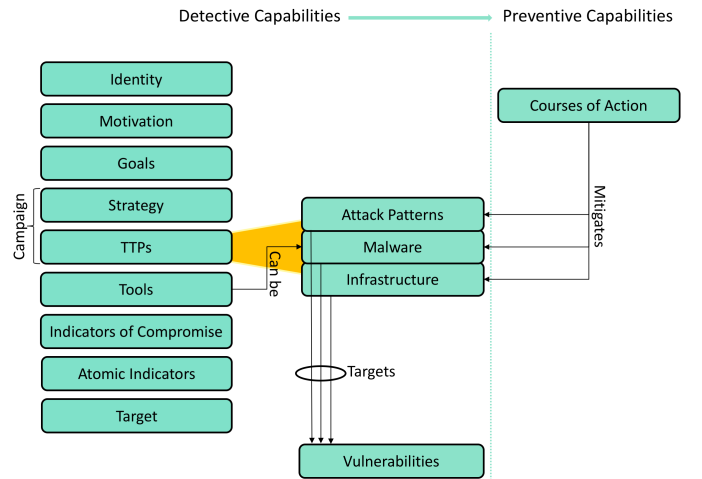 Detective Capabilities
Preventive Capabilities
Identity
Motivation
Goals
Strategy
TTPs
Tools
Indicators of Compromise
Atomic Indicators
Target
Campaign
Attack Patterns
Malware
Infrastructure
Can be
Targets
Vulnerabilities
Courses of Action
Mitigates